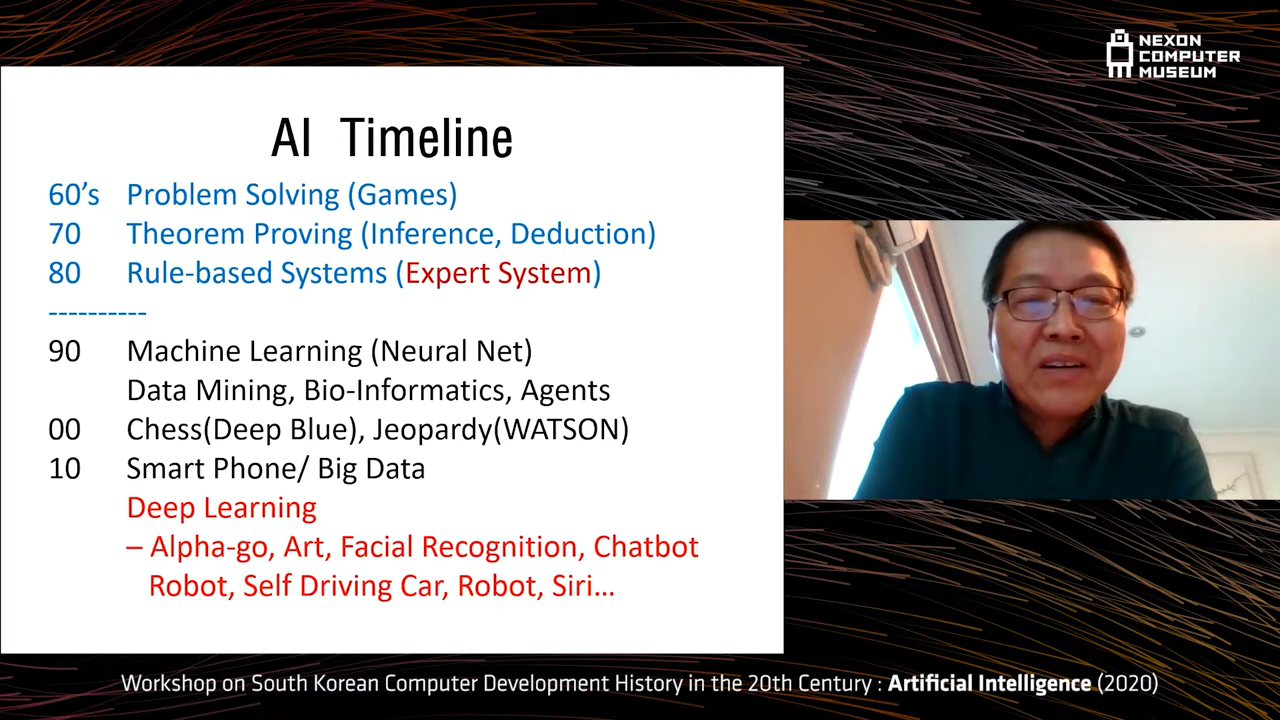 NEXON
COMPUTER
MUSEUM
AI Timeline
60’s Problem Solving (Games)
70 Theorem Proving (Inference, Deduction)
80 Rule-based Systems (Expert System)
----------
90 Machine Learning (Neural Net)
Data Mining, Bio-Informatics, Agents
00 Chess(Deep Blue), Jeopardy(WATSON)
10 Smart Phone/ Big Data
Deep Learning
– Alpha-go, Art, Facial Recognition, Chatbot
Robot, Self Driving Car, Robot, Siri...
Workshop on South Korean Computer Development History in the 20th Century : Artificial Intelligence (2020)